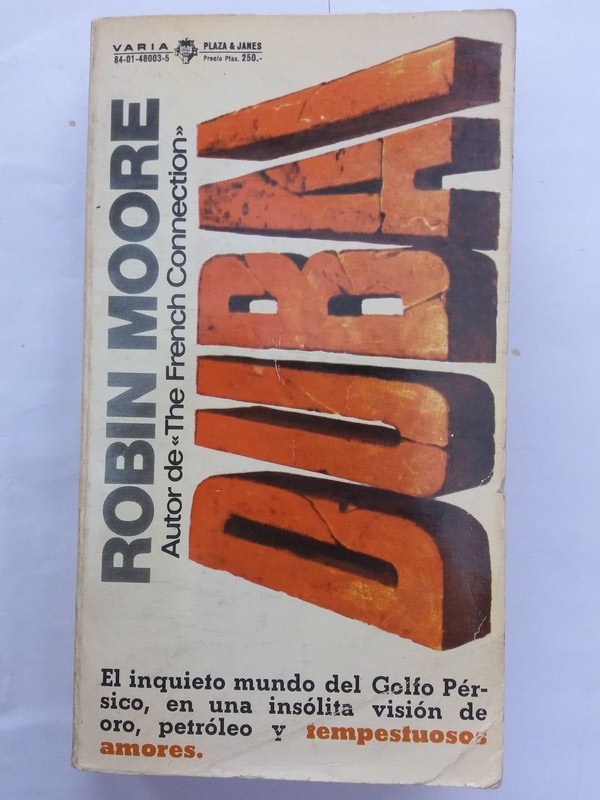 VARIA
84-01-48003-5
PLAZA & JANES
Precio Ptas. 250.-
ROBIN MOORE
Autor de «The French Connection»
DUBAI
El inquieto mundo del Golfo Pér-
sico, en una insólita visión de
oro, petróleo y tempestuosos
amores.